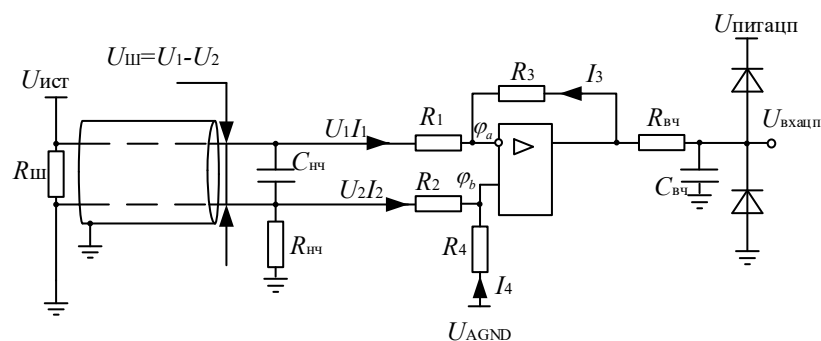 Uпитацп
Uш=U1-U2
Uист
R3
I3
U1I1
R1
φa
Rвч
Uвхацп
Rш
Cнч
U2I2
R2
φb
Cвч
Rнч
R4
I4
UAGND